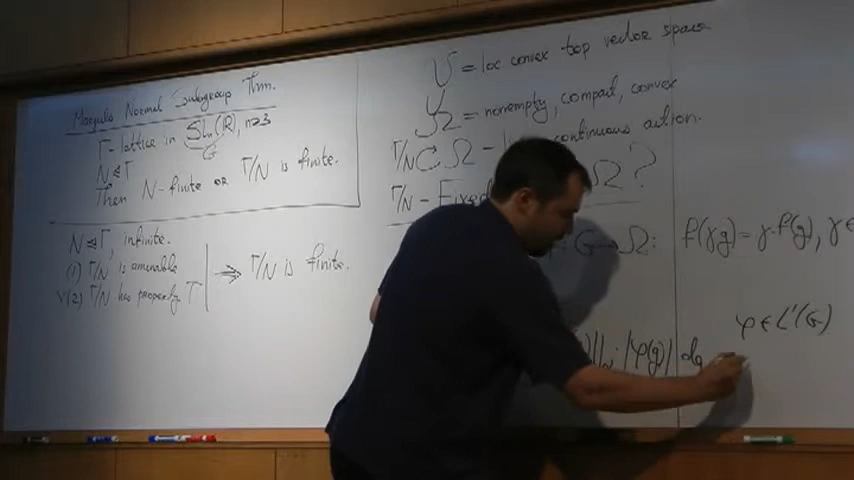 Margulis Normal Subgroup Thm.
Γ - lattice in SLn(ℝ), n≥3
G
N ⊴ Γ
Then N - finite or Γ/N is finite.
N ⊴ Γ, infinite.
(1) Γ/N is amenable
√(2) Γ/N has property T
⇒ Γ/N is finite.
V = loc convex top vector space
∪
Ω = nonempty, compact, convex
Γ/N ↻ Ω - continuous action.
Γ/N - Fixed Ω ?
: G → Ω : f(γg) = γ.f(g), γ ∈
φ ∈ L'(G)
· |φ(g)| dg